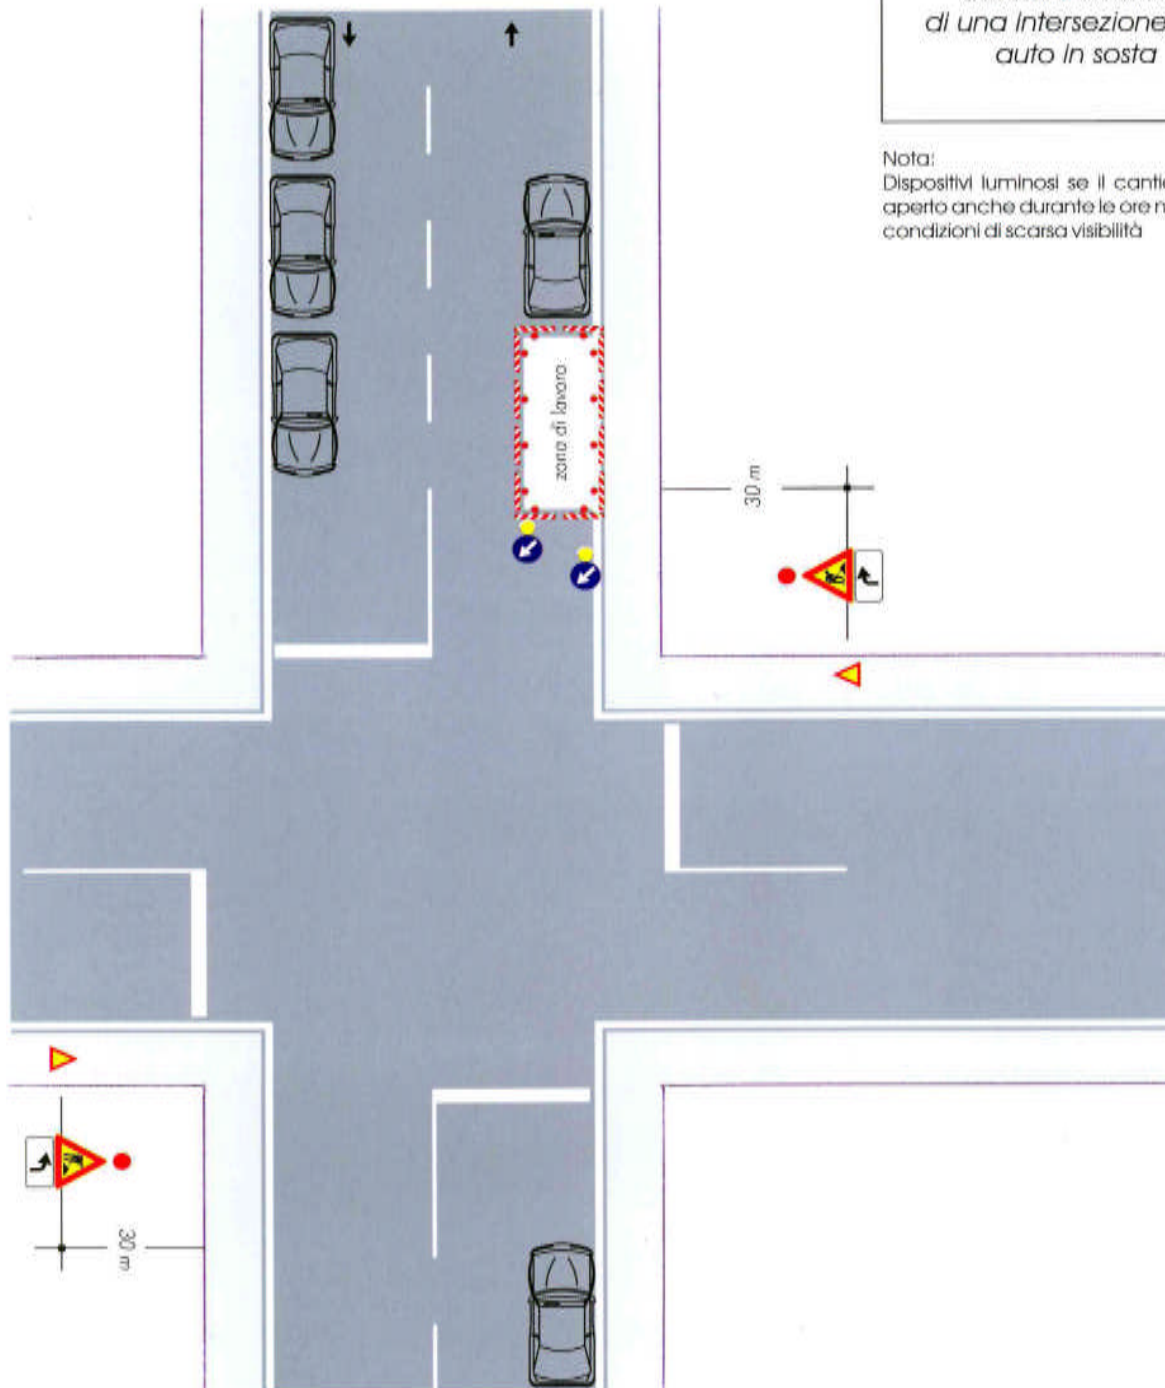 di una intersezione
auto in sosta
Nota:
Dispositivi luminosi se il cantie
aperto anche durante le ore n
condizioni di scarsa visibilità
zona di lavoro
30 m
30 m